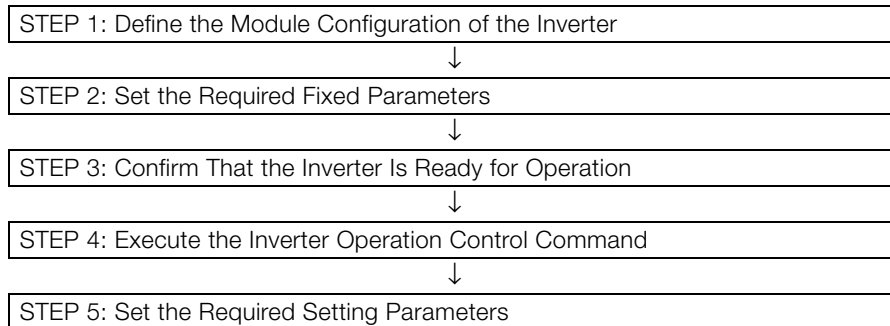 STEP 1: Define the Module Configuration of the Inverter
↓
STEP 2: Set the Required Fixed Parameters
↓
STEP 3: Confirm That the Inverter Is Ready for Operation
↓
STEP 4: Execute the Inverter Operation Control Command
↓
STEP 5: Set the Required Setting Parameters